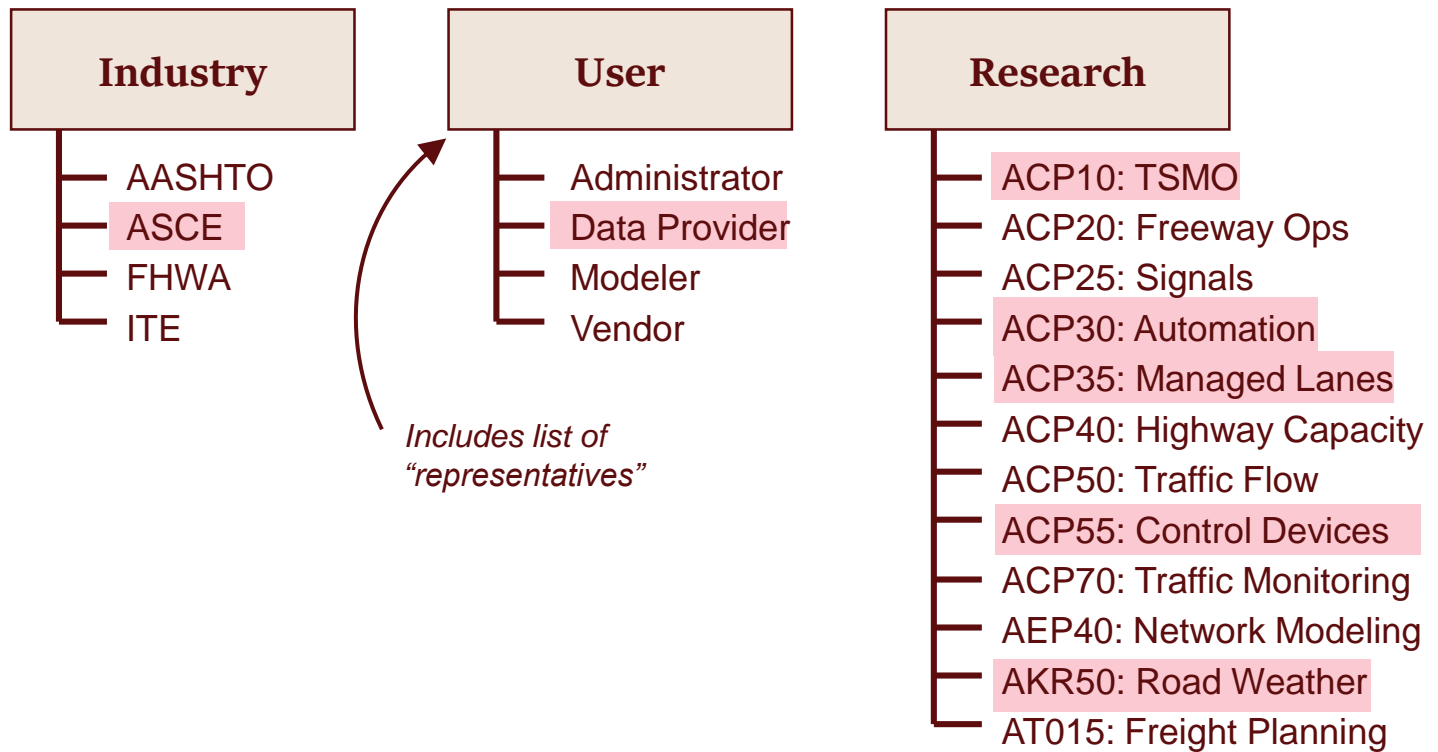 Industry
AASHTO
ASCE
FHWA
ITE
User
Administrator
Data Provider
Modeler
Vendor
Includes list of
“representatives”
Research
ACP10: TSMO
ACP20: Freeway Ops
ACP25: Signals
ACP30: Automation
ACP35: Managed Lanes
ACP40: Highway Capacity
ACP50: Traffic Flow
ACP55: Control Devices
ACP70: Traffic Monitoring
AEP40: Network Modeling
AKR50: Road Weather
AT015: Freight Planning